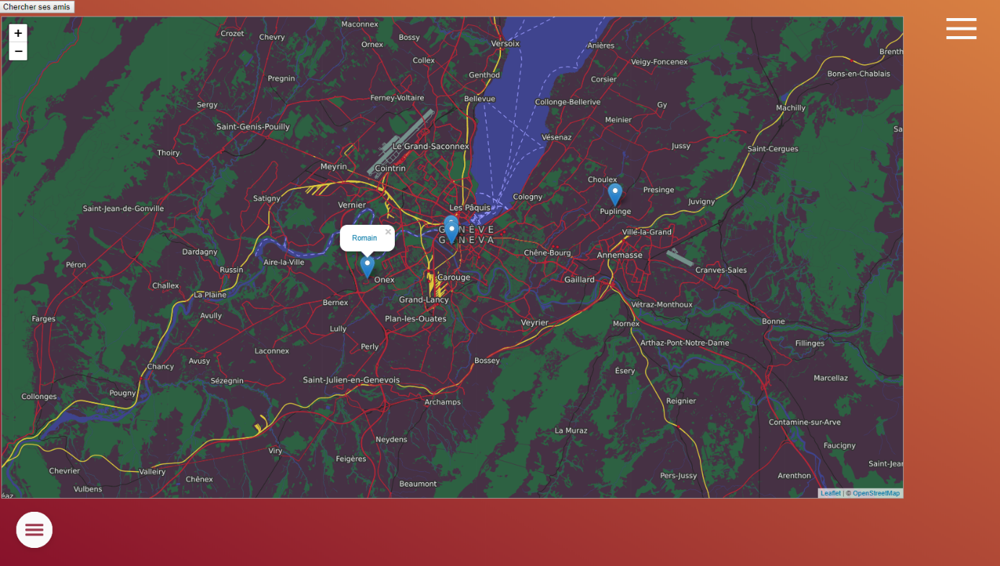 Chercher ses amis
+
−
Maconnex
Crozet
Chevry
Bossy
Ornex
Versoix
Anières
Brenth
Collex
Veigy-Foncenex
Bons-en-Chablais
Pregnin
Genthod
Corsier
Ferney-Voltaire
Bellevue
Collonge-Bellerive
Gy
Sergy
Machilly
Meinier
Saint-Genis-Pouilly
Sa
Vésenaz
Le Grand-Saconnex
Jussy
Saint-Cergues
Thoiry
Meyrin
Cointrin
Choulex
Presinge
Satigny
Cologny
Juvigny
Vernier
Les Pâquis
Saint-Jean-de-Gonville
Puplinge
GENÈVE
GENEVA
Ville-la-Grand
Romain
×
Dardagny
Chêne-Bourg
Annemasse
Aire-la-Ville
Péron
Russin
Cranves-Sales
Onex
Carouge
Gaillard
Challex
La Plaine
Grand-Lancy
Bernex
Vétraz-Monthoux
Avully
Farges
Plan-les-Ouates
Veyrier
Mornex
Bonne
Lully
Arthaz-Pont-Notre-Dame
Fillinges
Perly
Laconnex
Avusy
Bossey
Chancy
Ésery
Sézegnin
Saint-Julien-en-Genevois
Marcellaz
Pougny
Collonges
Archamps
Reignier
Contamine-sur-Arve
La Muraz
Neydens
Faucigny
Viry
Feigères
Saint-Jear
Chevrier
Valleiry
Chênex
Pers-Jussy
Arenthon
Beaumont
Vulbens
éaz
Leaflet | © OpenStreetMap